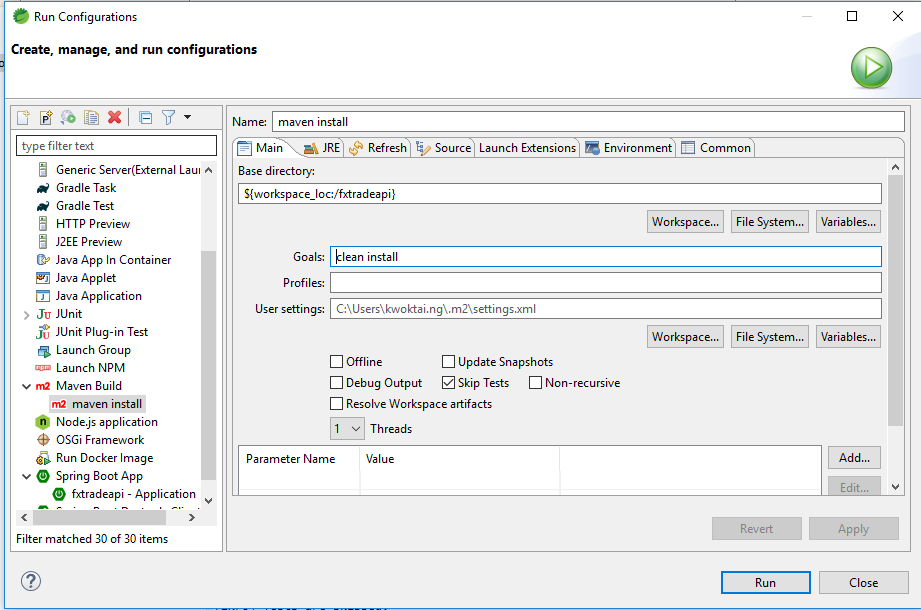 Run Configurations
Create, manage, and run configurations
type filter text
Generic Server(External Lau
Gradle Task
Gradle Test
HTTP Preview
J2EE Preview
Java App In Container
Java Applet
Java Application
JUnit
JUnit Plug-in Test
Launch Group
Launch NPM
Maven Build
maven install
Node.js application
OSGi Framework
Run Docker Image
Spring Boot App
fxtradeapi - Application
Filter matched 30 of 30 items
Name: maven install
Main JRE Refresh Source Launch Extensions Environment Common
Base directory:
${workspace_loc:/fxtradeapi}
Workspace... File System... Variables...
Goals: clean install
Profiles:
User settings: C:\Users\kwoktai.ng\.m2\settings.xml
Workspace... File System... Variables...
Offline Update Snapshots
Debug Output Skip Tests Non-recursive
Resolve Workspace artifacts
1 Threads
Parameter Name Value
Add...
Edit...
Revert Apply
Run Close